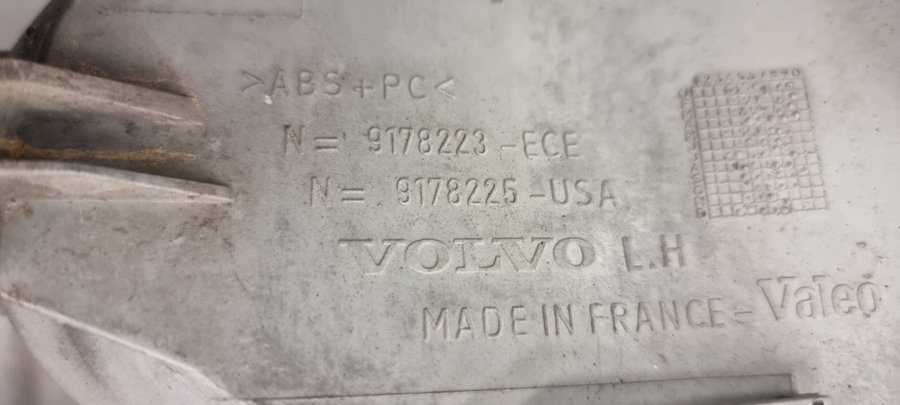 >ABS+PC<
N= 9178223-ECE
N= 9178225-USA
VOLVO L.H
MADE IN FRANCE-Valeo